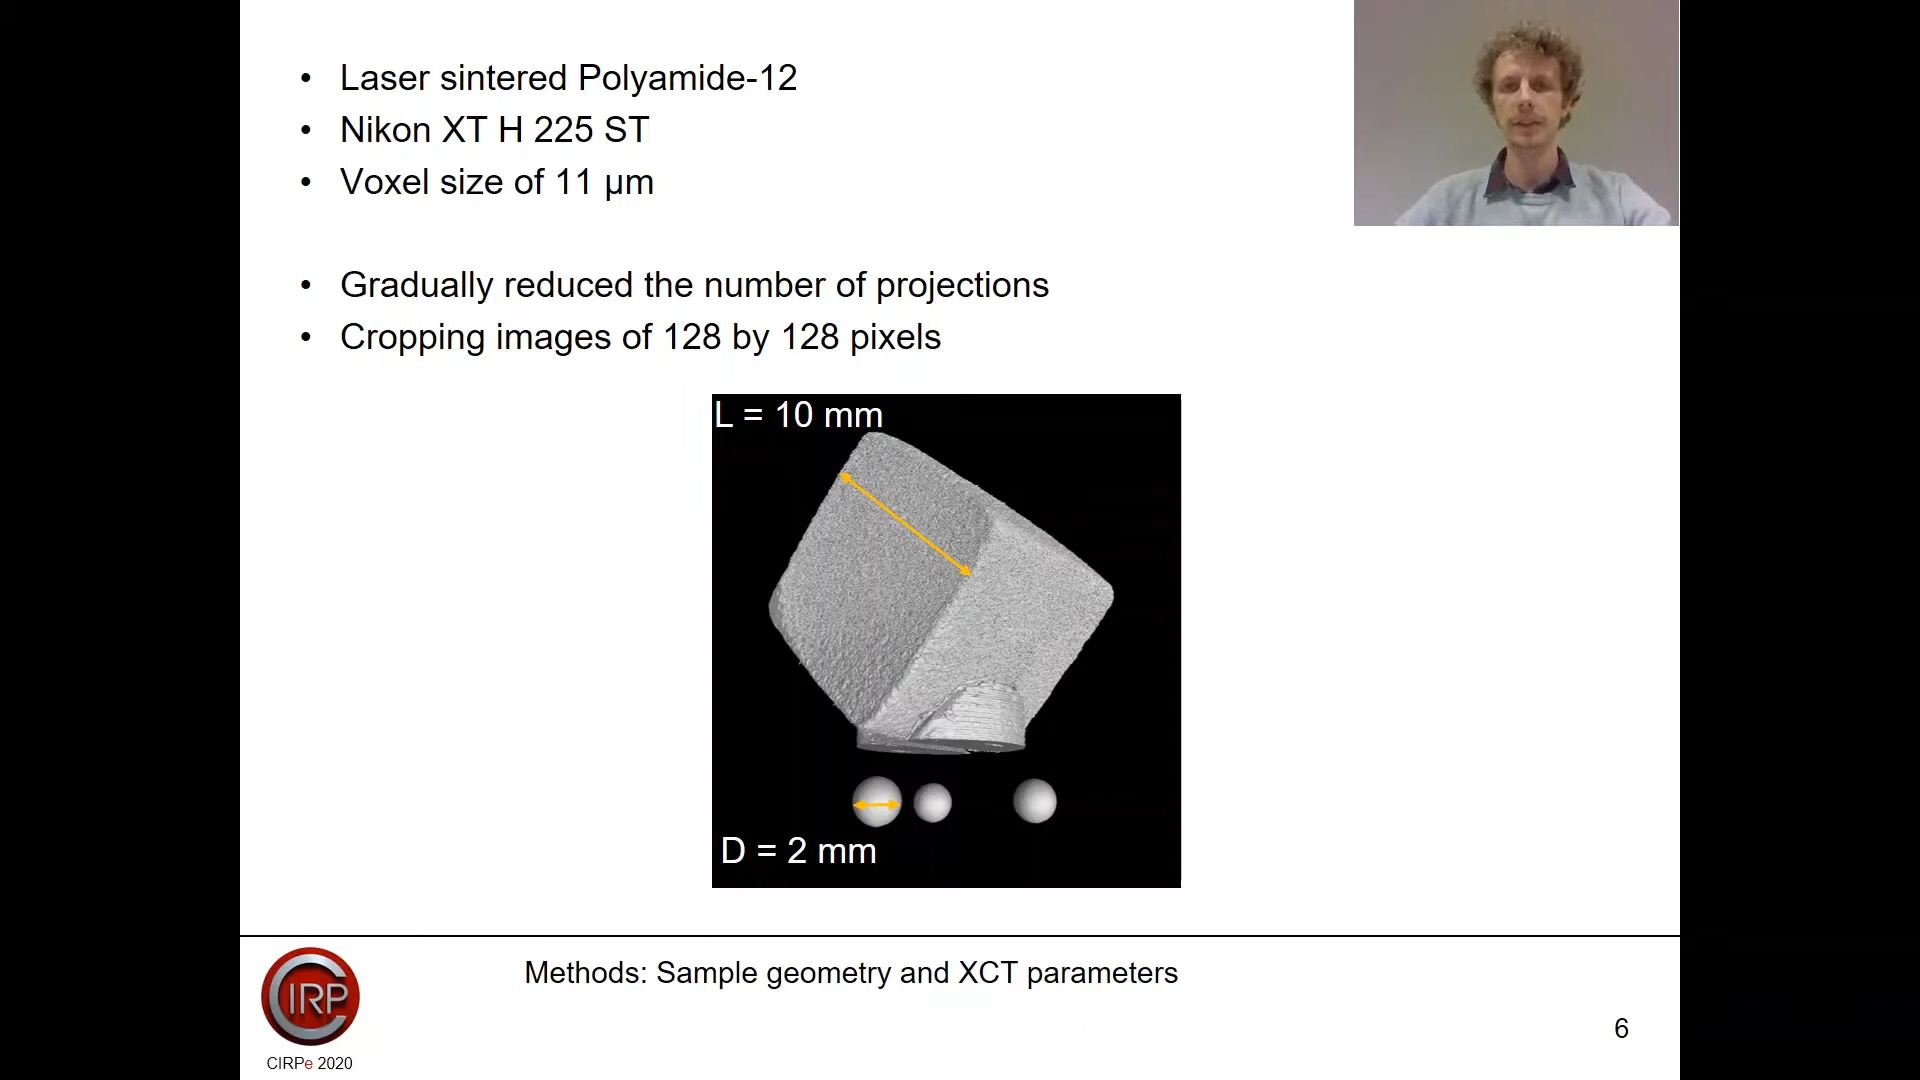 Laser sintered Polyamide-12
Nikon XT H 225 ST
Voxel size of 11 µm
Gradually reduced the number of projections
Cropping images of 128 by 128 pixels
L = 10 mm
D = 2 mm
Methods: Sample geometry and XCT parameters
CIRP
CIRPe 2020
6